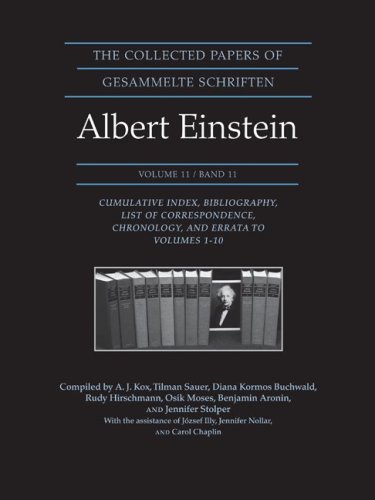 THE COLLECTED PAPERS OF
GESAMMELTE SCHRIFTEN
Albert Einstein
VOLUME 11 / BAND 11
CUMULATIVE INDEX, BIBLIOGRAPHY,
LIST OF CORRESPONDENCE,
CHRONOLOGY, AND ERRATA TO
VOLUMES 1-10
Compiled by A. J. Kox, Tilman Sauer, Diana Kormos Buchwald,
Rudy Hirschmann, Osik Moses, Benjamin Aronin,
AND Jennifer Stolper
With the assistance of József Illy, Jennifer Nollar,
AND Carol Chaplin